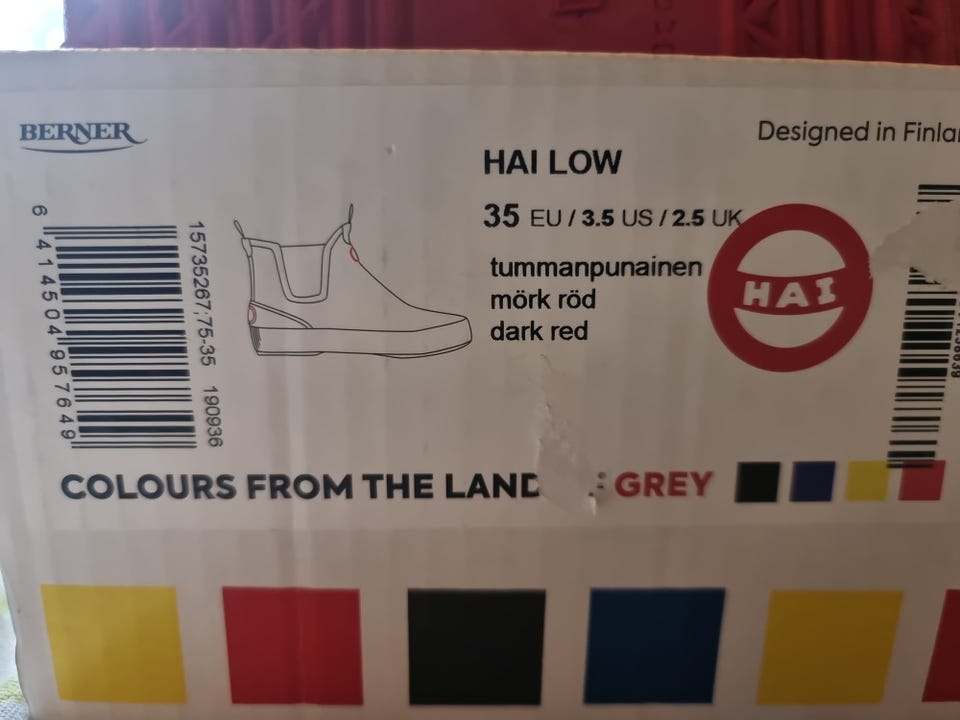 BERNER
Designed in Finlan
HAI LOW
35 EU / 3.5 US / 2.5 UK
tummanpunainen
mörk röd
dark red
HAI
6 414504 957649
15735267;75-35 190936
COLOURS FROM THE LAND
GREY